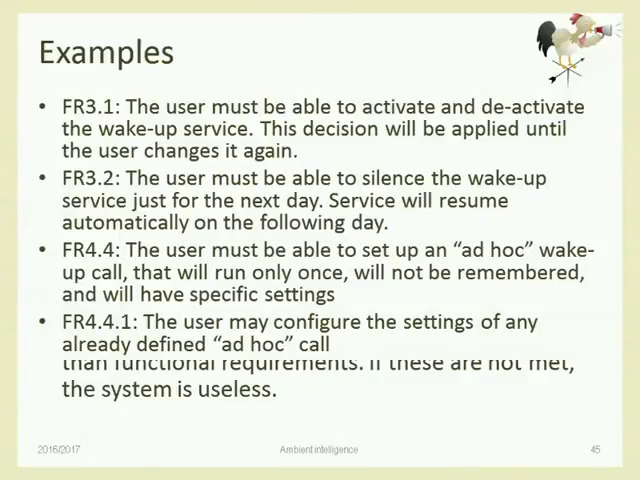 Examples
• FR3.1: The user must be able to activate and de-activate
the wake-up service. This decision will be applied until
the user changes it again.
• FR3.2: The user must be able to silence the wake-up
service just for the next day. Service will resume
automatically on the following day.
• FR4.4: The user must be able to set up an “ad hoc” wake-
up call, that will run only once, will not be remembered,
and will have specific settings
• FR4.4.1: The user may configure the settings of any
already defined “ad hoc” call
than functional requirements. If these are not met,
the system is useless.
2016/2017
Ambient intelligence
45